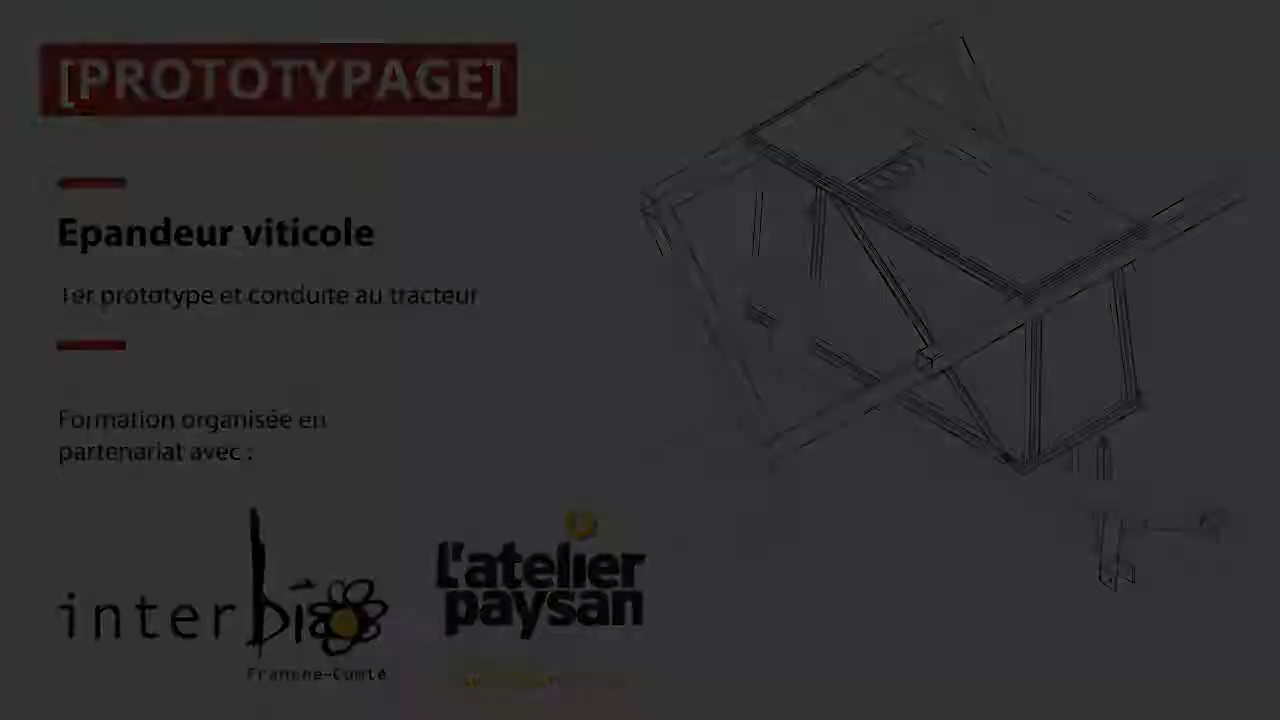 [PROTOTYPAGE]
Epandeur viticole
1er prototype et conduite au tracteur
Formation organisée en
partenariat avec :
interbio
Franche-Comté
l'atelier
paysan